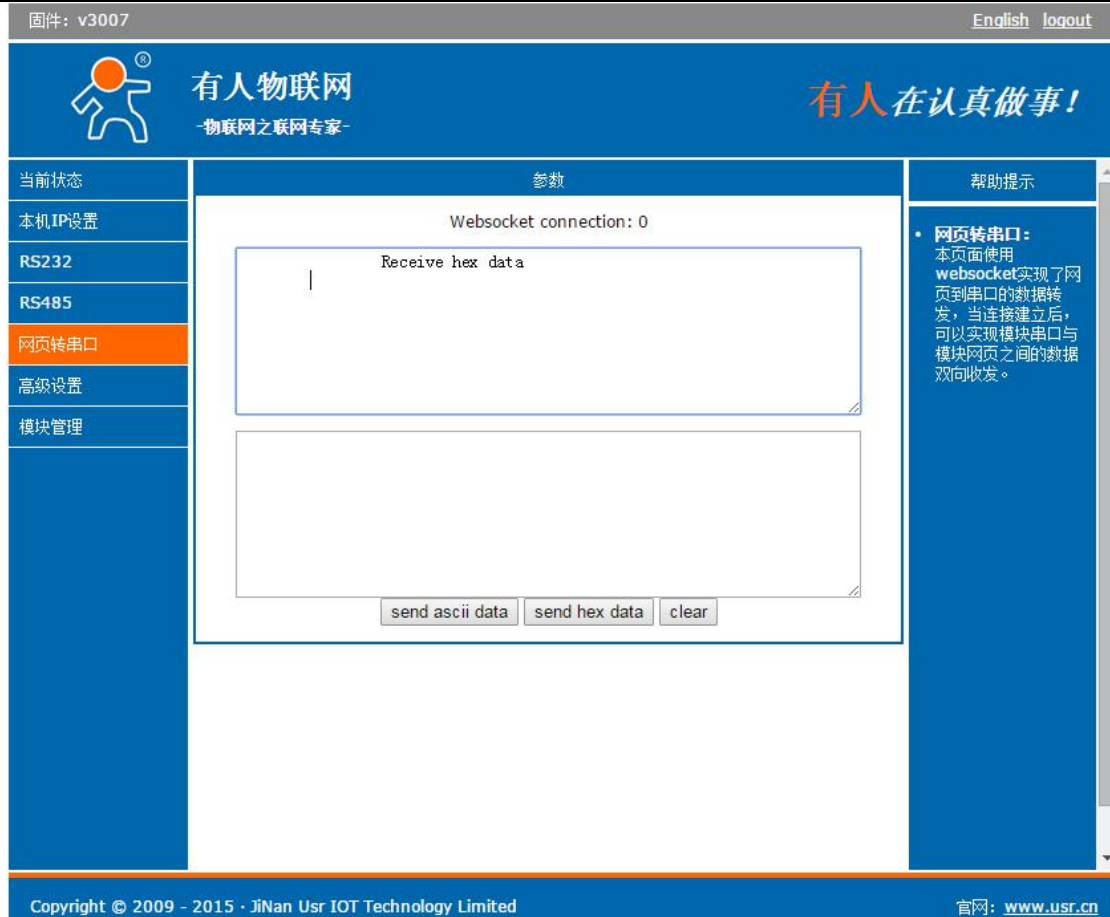 固件：v3007
English logout
®
有人物联网
-物联网之联网专家-
有人在认真做事！
当前状态
本机IP设置
RS232
RS485
网页转串口
高级设置
模块管理
参数
Websocket connection: 0
Receive hex data
send ascii data
send hex data
clear
帮助提示
• 网页转串口：
本页面使用
websocket实现了网
页到串口的数据转
发，当连接建立后，
可以实现模块串口与
模块网页之间的数据
双向收发。
Copyright © 2009 - 2015 · JiNan Usr IOT Technology Limited
官网：www.usr.cn